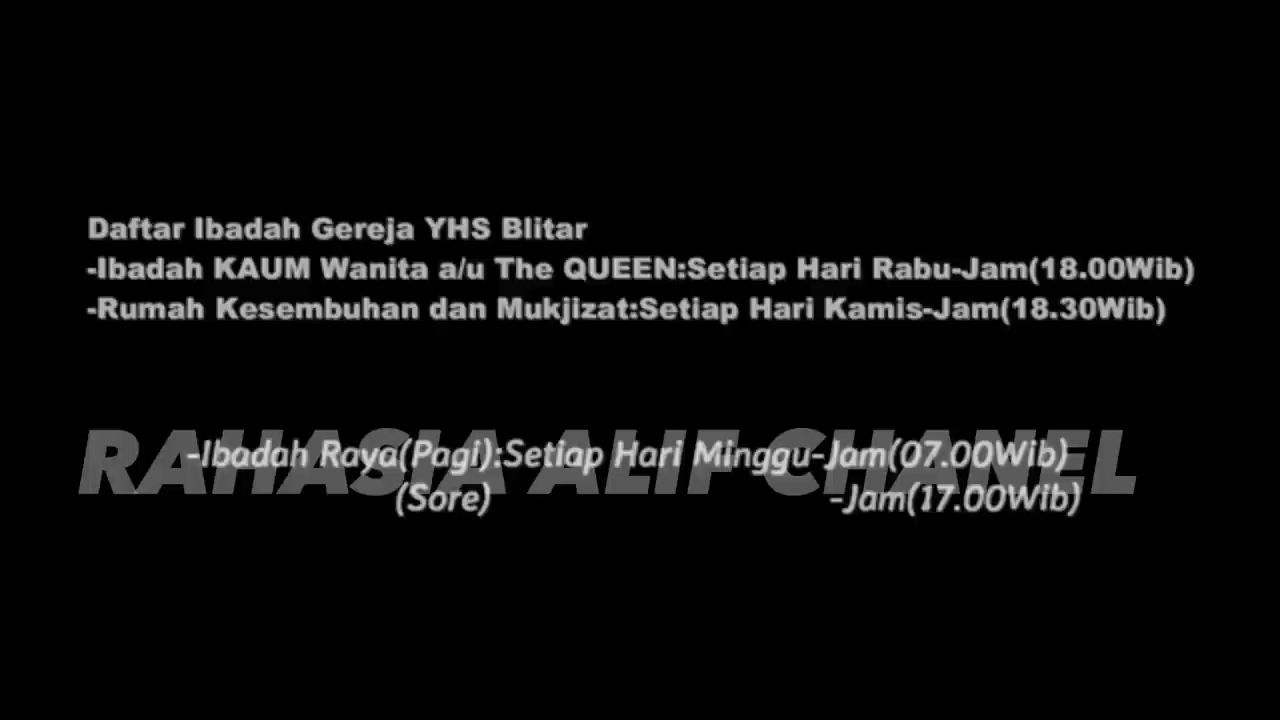 Daftar Ibadah Gereja YHS Blitar
-Ibadah KAUM Wanita a/u The QUEEN:Setiap Hari Rabu-Jam(18.00Wib)
-Rumah Kesembuhan dan Mukjizat:Setiap Hari Kamis-Jam(18.30Wib)
RAHASIA ALIF CHANEL
-Ibadah Raya(Pagi):Setiap Hari Minggu-Jam(07.00Wib)
(Sore) -Jam(17.00Wib)